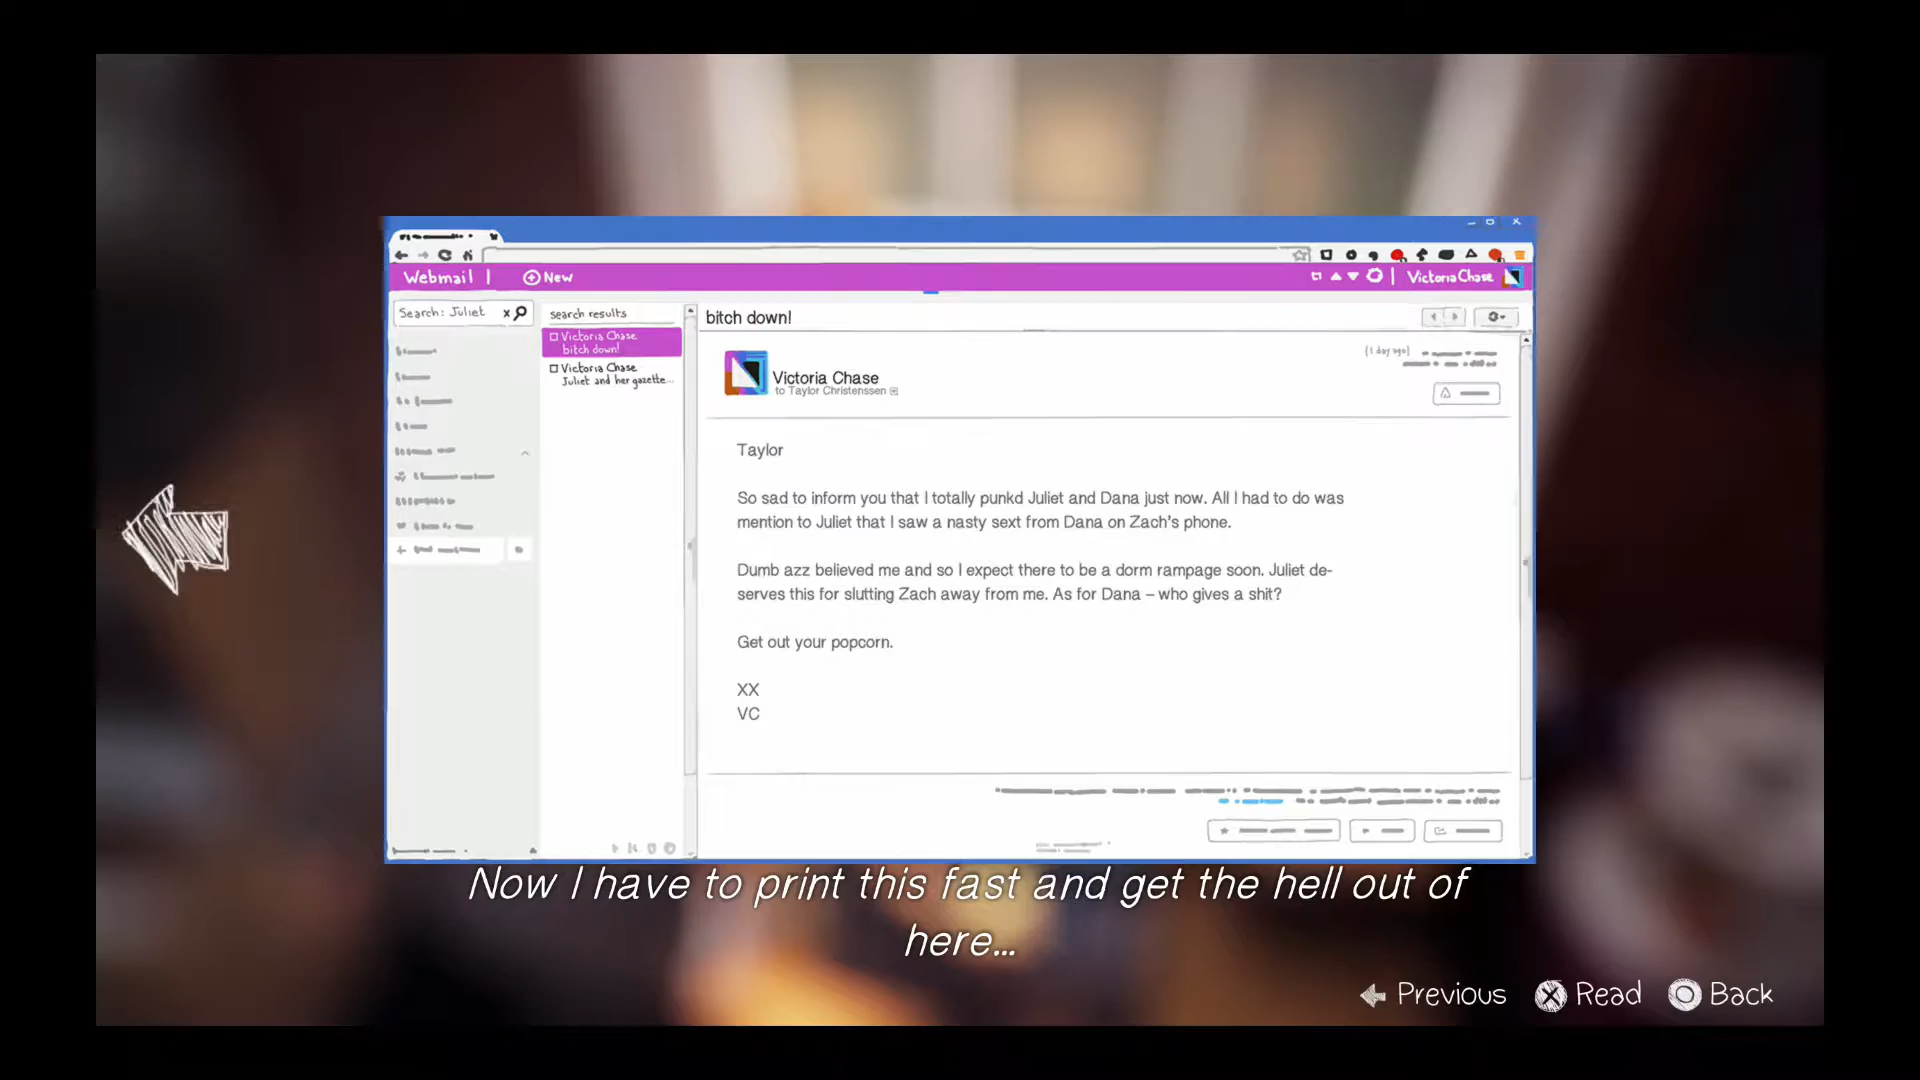 Webmail | New
Victoria Chase
Search: Juliet x
search results
Victoria Chase
bitch down!
Victoria Chase
Juliet and her gazette...
bitch down!
(1 day ago)
Victoria Chase
to Taylor Christenssen
Taylor
So sad to inform you that I totally punkd Juliet and Dana just now. All I had to do was
mention to Juliet that I saw a nasty sext from Dana on Zach's phone.
Dumb azz believed me and so I expect there to be a dorm rampage soon. Juliet de-
serves this for slutting Zach away from me. As for Dana – who gives a shit?
Get out your popcorn.
XX
VC
Now I have to print this fast and get the hell out of
here...
Previous
Read
Back